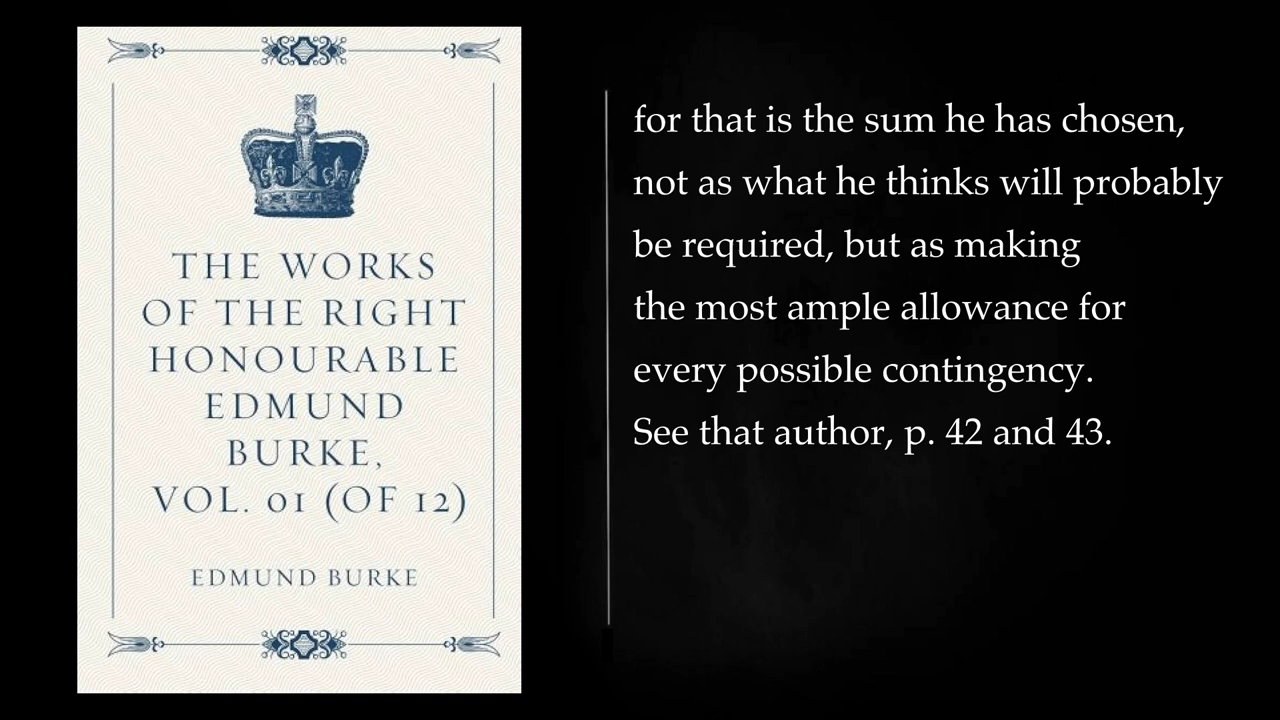 THE WORKS
OF THE RIGHT
HONOURABLE
EDMUND
BURKE,
VOL. 01 (OF 12)
EDMUND BURKE
for that is the sum he has chosen,
not as what he thinks will probably
be required, but as making
the most ample allowance for
every possible contingency.
See that author, p. 42 and 43.